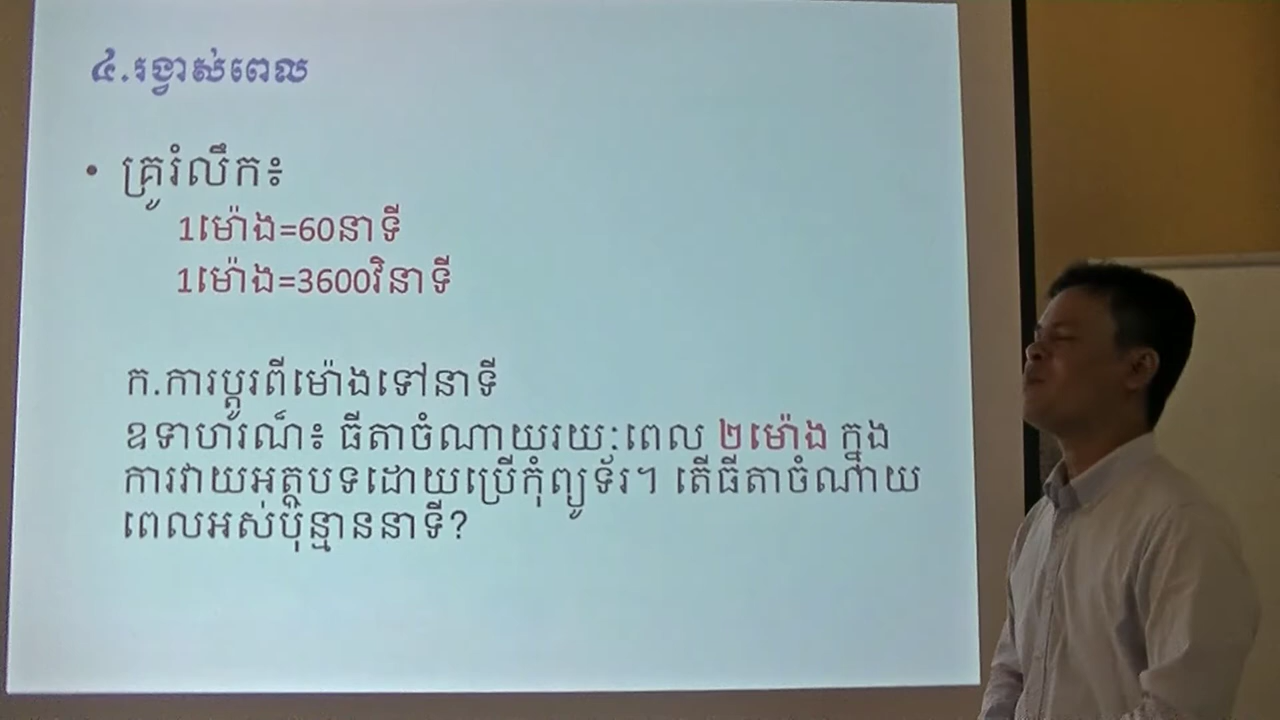 ៤.រង្វាស់ពេល
• គ្រូរំលឹក៖
1ម៉ោង=60នាទី
1ម៉ោង=3600វិនាទី
ក.ការប្ដូរពីម៉ោងទៅនាទី
ឧទាហរណ៏៖ ធីតាចំណាយរយ:ពេល ២ម៉ោង ក្នុង
ការវាយអត្ថបទដោយប្រើកុំព្យូទ័រ។ តើធីតាចំណាយ
ពេលអស់ប៉ុន្មាននាទី?